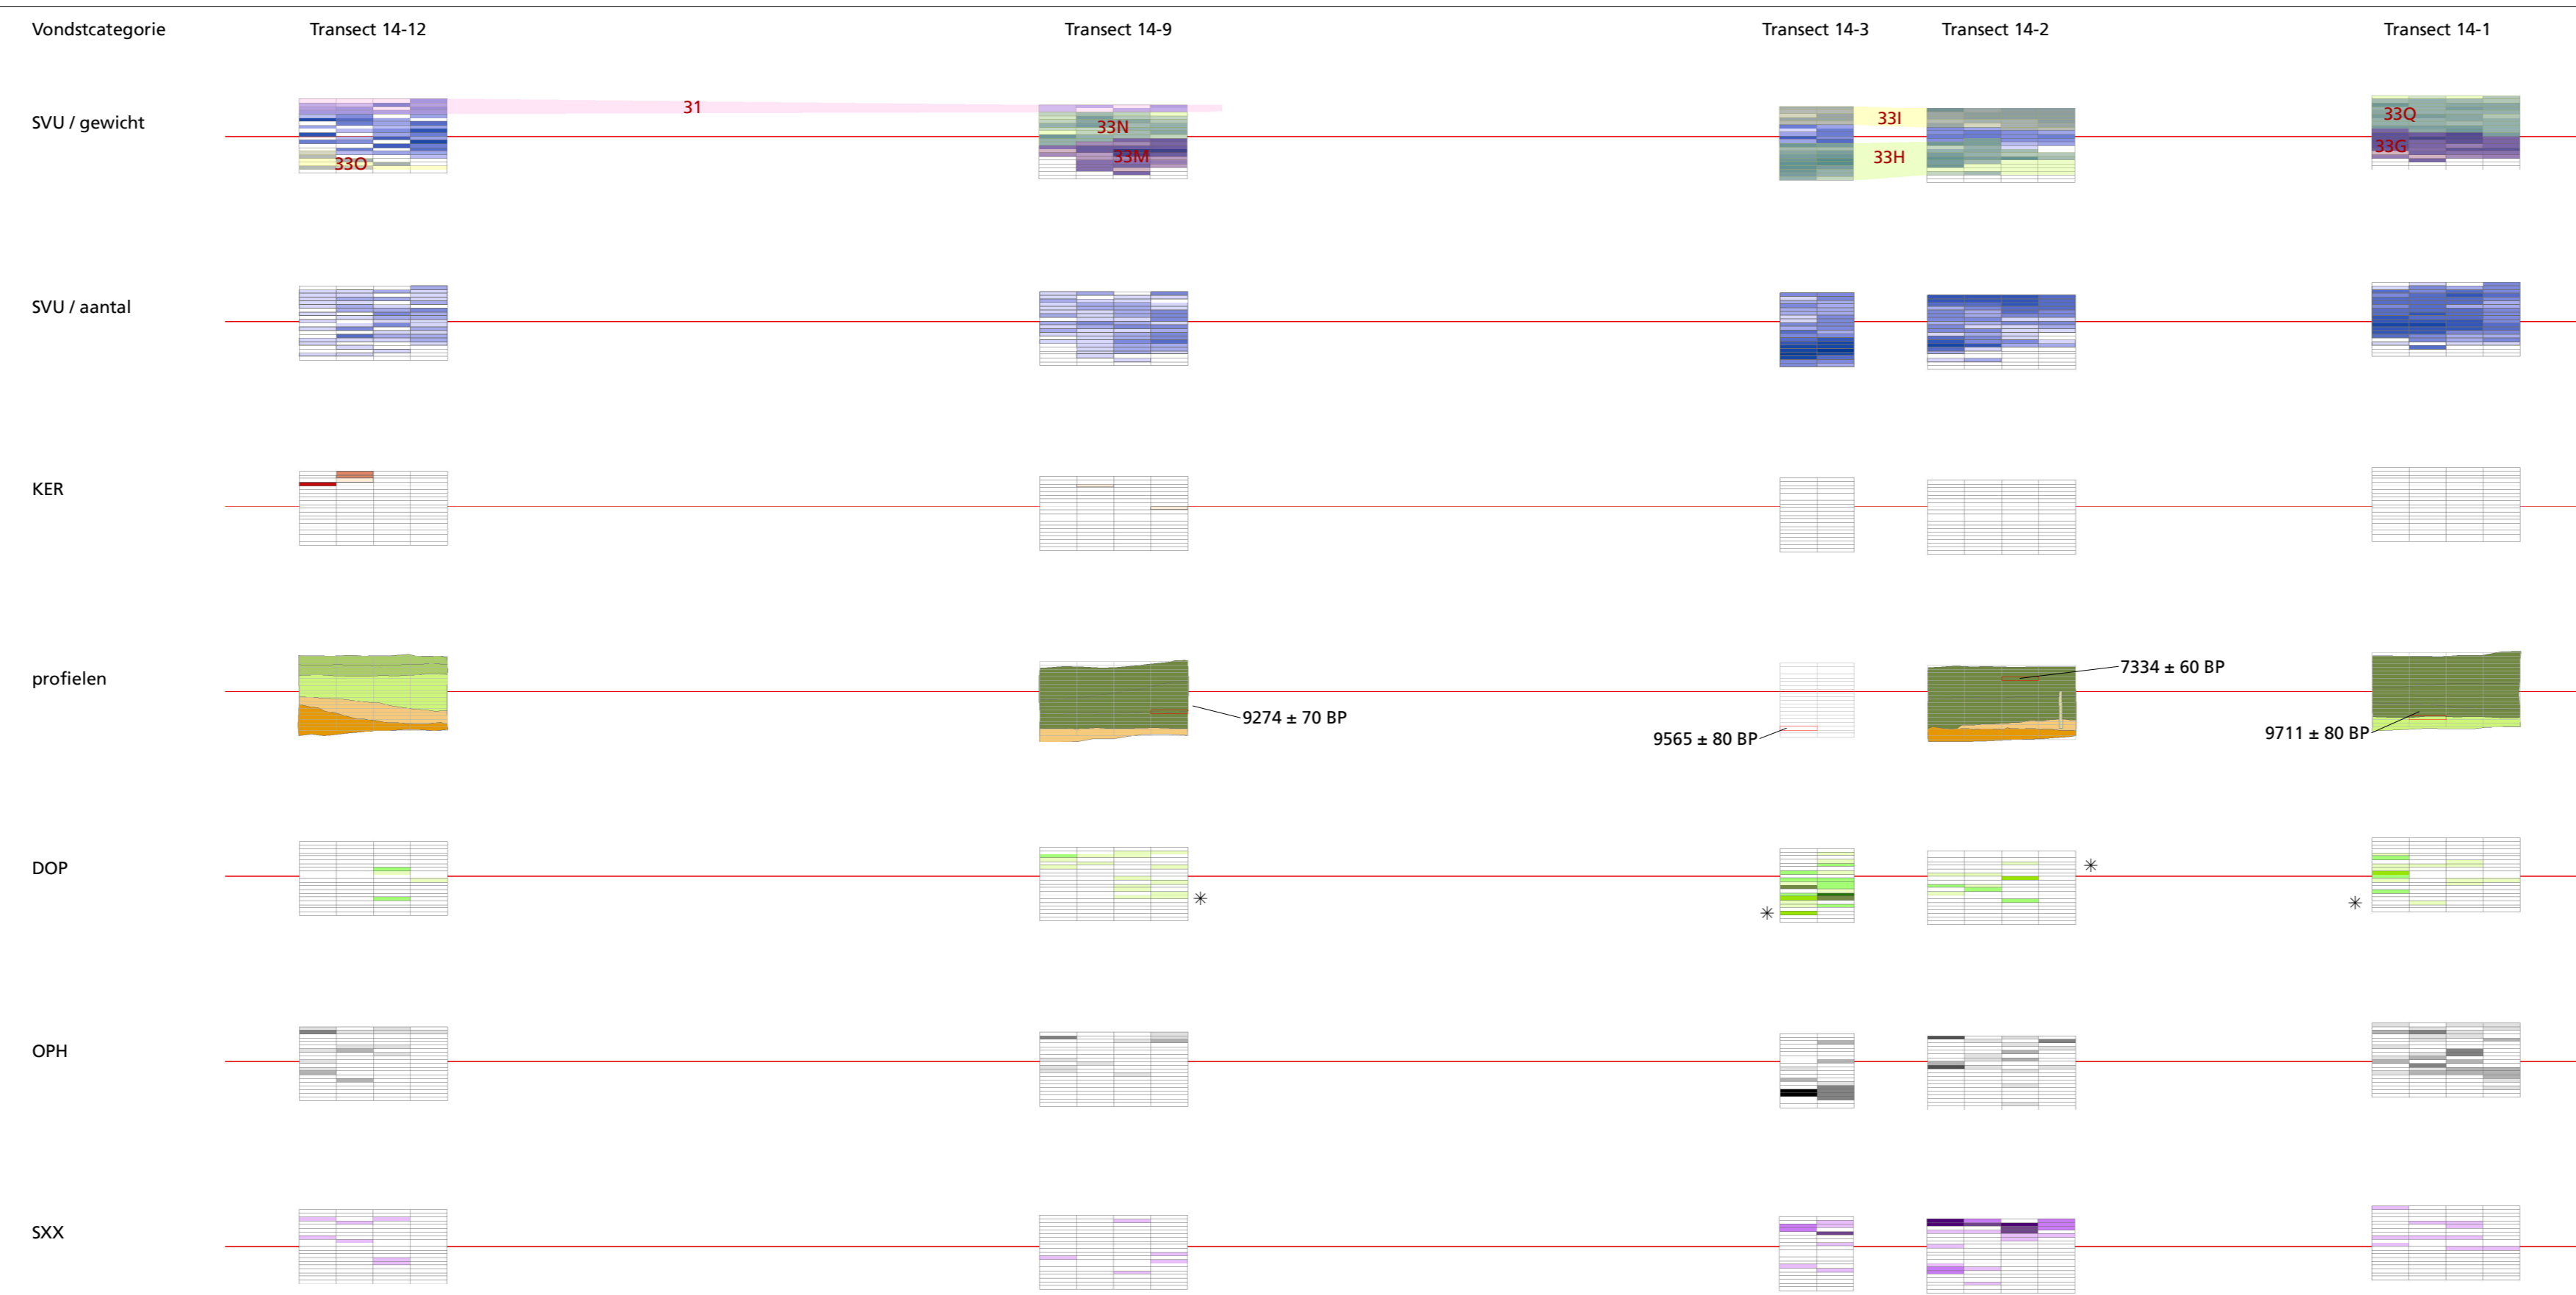 Vondstcategorie Transect 14-12 Transect 14-9 Transect 14-3 Transect 14-2 Transect 14-1
SVU / gewicht
31
33O
33N
33M
33I
33H
33Q
33G
SVU / aantal
KER
profielen
9274 ± 70 BP
9565 ± 80 BP
7334 ± 60 BP
9711 ± 80 BP
DOP
*
*
*
*
OPH
SXX